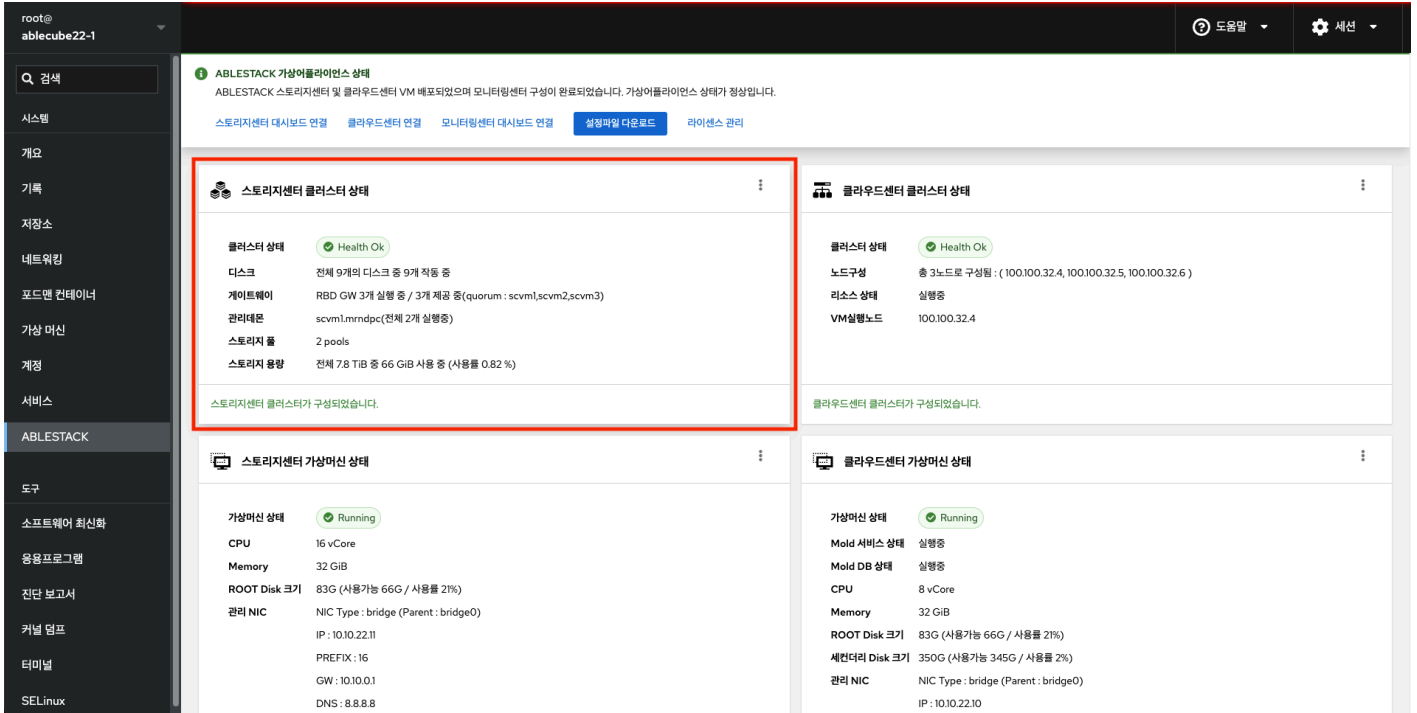 root@
ablecube22-1
도움말
세션
검색
시스템
개요
기록
저장소
네트워킹
포드맨 컨테이너
가상 머신
계정
서비스
ABLESTACK
도구
소프트웨어 최신화
응용프로그램
진단 보고서
커널 덤프
터미널
SELinux
ABLESTACK 가상어플라이언스 상태
ABLESTACK 스토리지센터 및 클라우드센터 VM 배포되었으며 모니터링센터 구성이 완료되었습니다. 가상어플라이언스 상태가 정상입니다.
스토리지센터 대시보드 연결 클라우드센터 연결 모니터링센터 대시보드 연결 설정파일 다운로드 라이센스 관리
스토리지센터 클러스터 상태
클러스터 상태 Health Ok
디스크 전체 9개의 디스크 중 9개 작동 중
게이트웨이 RBD GW 3개 실행 중 / 3개 제공 중(quorum : scvm1,scvm2,scvm3)
관리데몬 scvm1.mrndpc(전체 2개 실행중)
스토리지 풀 2 pools
스토리지 용량 전체 7.8 TiB 중 66 GiB 사용 중 (사용률 0.82 %)
스토리지센터 클러스터가 구성되었습니다.
클라우드센터 클러스터 상태
클러스터 상태 Health Ok
노드구성 총 3노드로 구성됨 : ( 100.100.32.4, 100.100.32.5, 100.100.32.6 )
리소스 상태 실행중
VM실행노드 100.100.32.4
클라우드센터 클러스터가 구성되었습니다.
스토리지센터 가상머신 상태
가상머신 상태 Running
CPU 16 vCore
Memory 32 GiB
ROOT Disk 크기 83G (사용가능 66G / 사용률 21%)
관리 NIC NIC Type : bridge (Parent : bridge0)
IP : 10.10.22.11
PREFIX : 16
GW : 10.10.0.1
DNS : 8.8.8.8
클라우드센터 가상머신 상태
가상머신 상태 Running
Mold 서비스 상태 실행중
Mold DB 상태 실행중
CPU 8 vCore
Memory 32 GiB
ROOT Disk 크기 83G (사용가능 66G / 사용률 21%)
세컨더리 Disk 크기 350G (사용가능 345G / 사용률 2%)
관리 NIC NIC Type : bridge (Parent : bridge0)
IP : 10.10.22.10